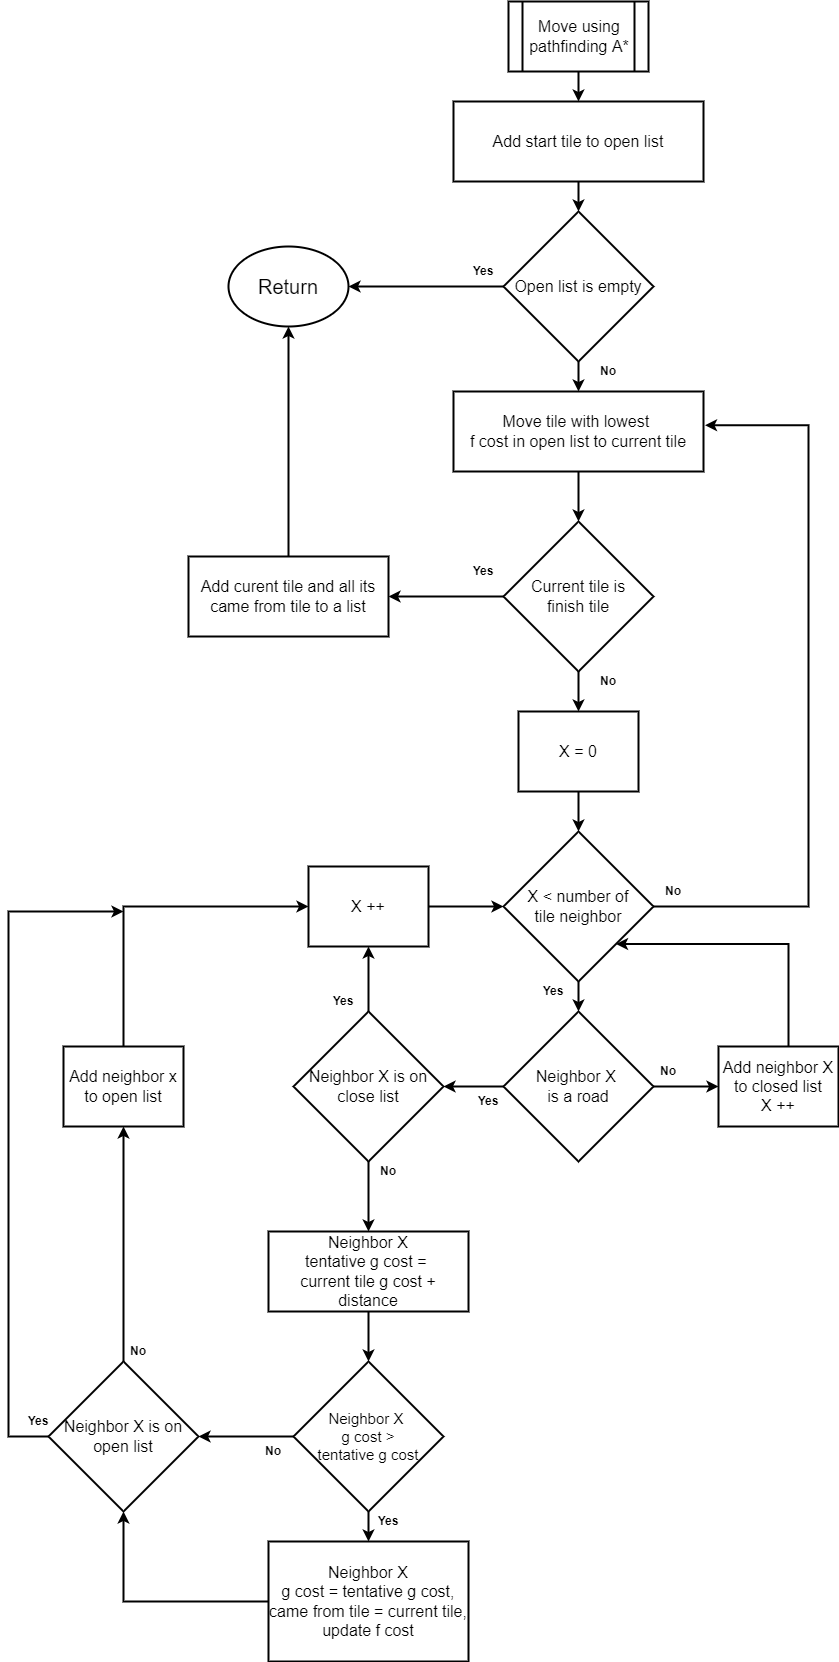 Move using
pathfinding A*
Add start tile to open list
Open list is empty
Yes
Return
No
Move tile with lowest
f cost in open list to current tile
Current tile is
finish tile
Yes
Add curent tile and all its
came from tile to a list
No
X = 0
X < number of
tile neighbor
No
X ++
Yes
Neighbor X
is a road
No
Add neighbor X
to closed list
X ++
Yes
Neighbor X is on
close list
Yes
No
Neighbor X
tentative g cost =
current tile g cost +
distance
Neighbor X
g cost >
tentative g cost
No
Yes
Neighbor X
g cost = tentative g cost,
came from tile = current tile,
update f cost
Neighbor X is on
open list
Yes
No
Add neighbor x
to open list